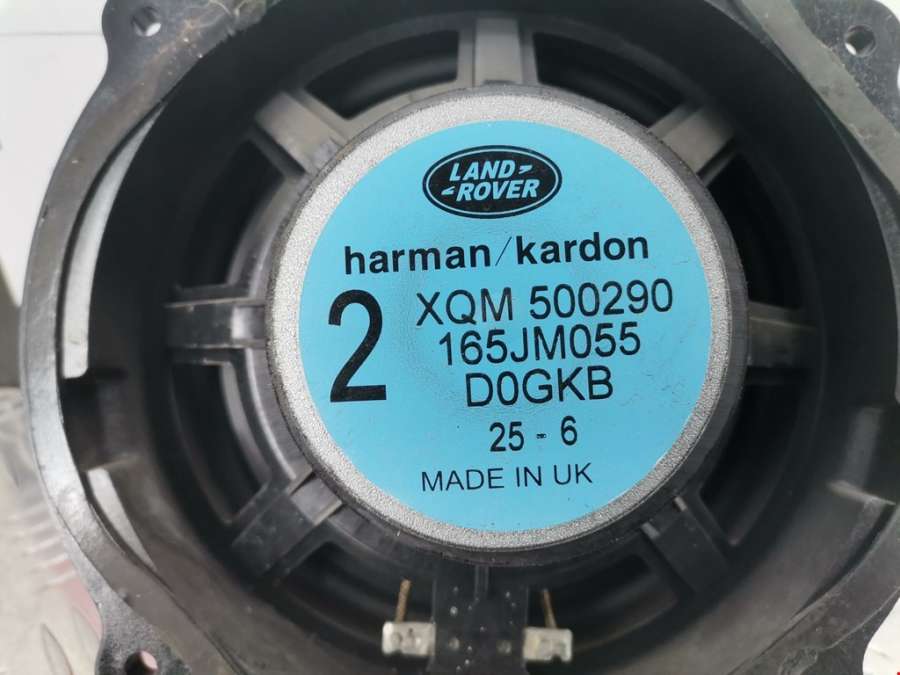 LAND
ROVER
harman/kardon
2
XQM 500290
165JM055
D0GKB
25 - 6
MADE IN UK